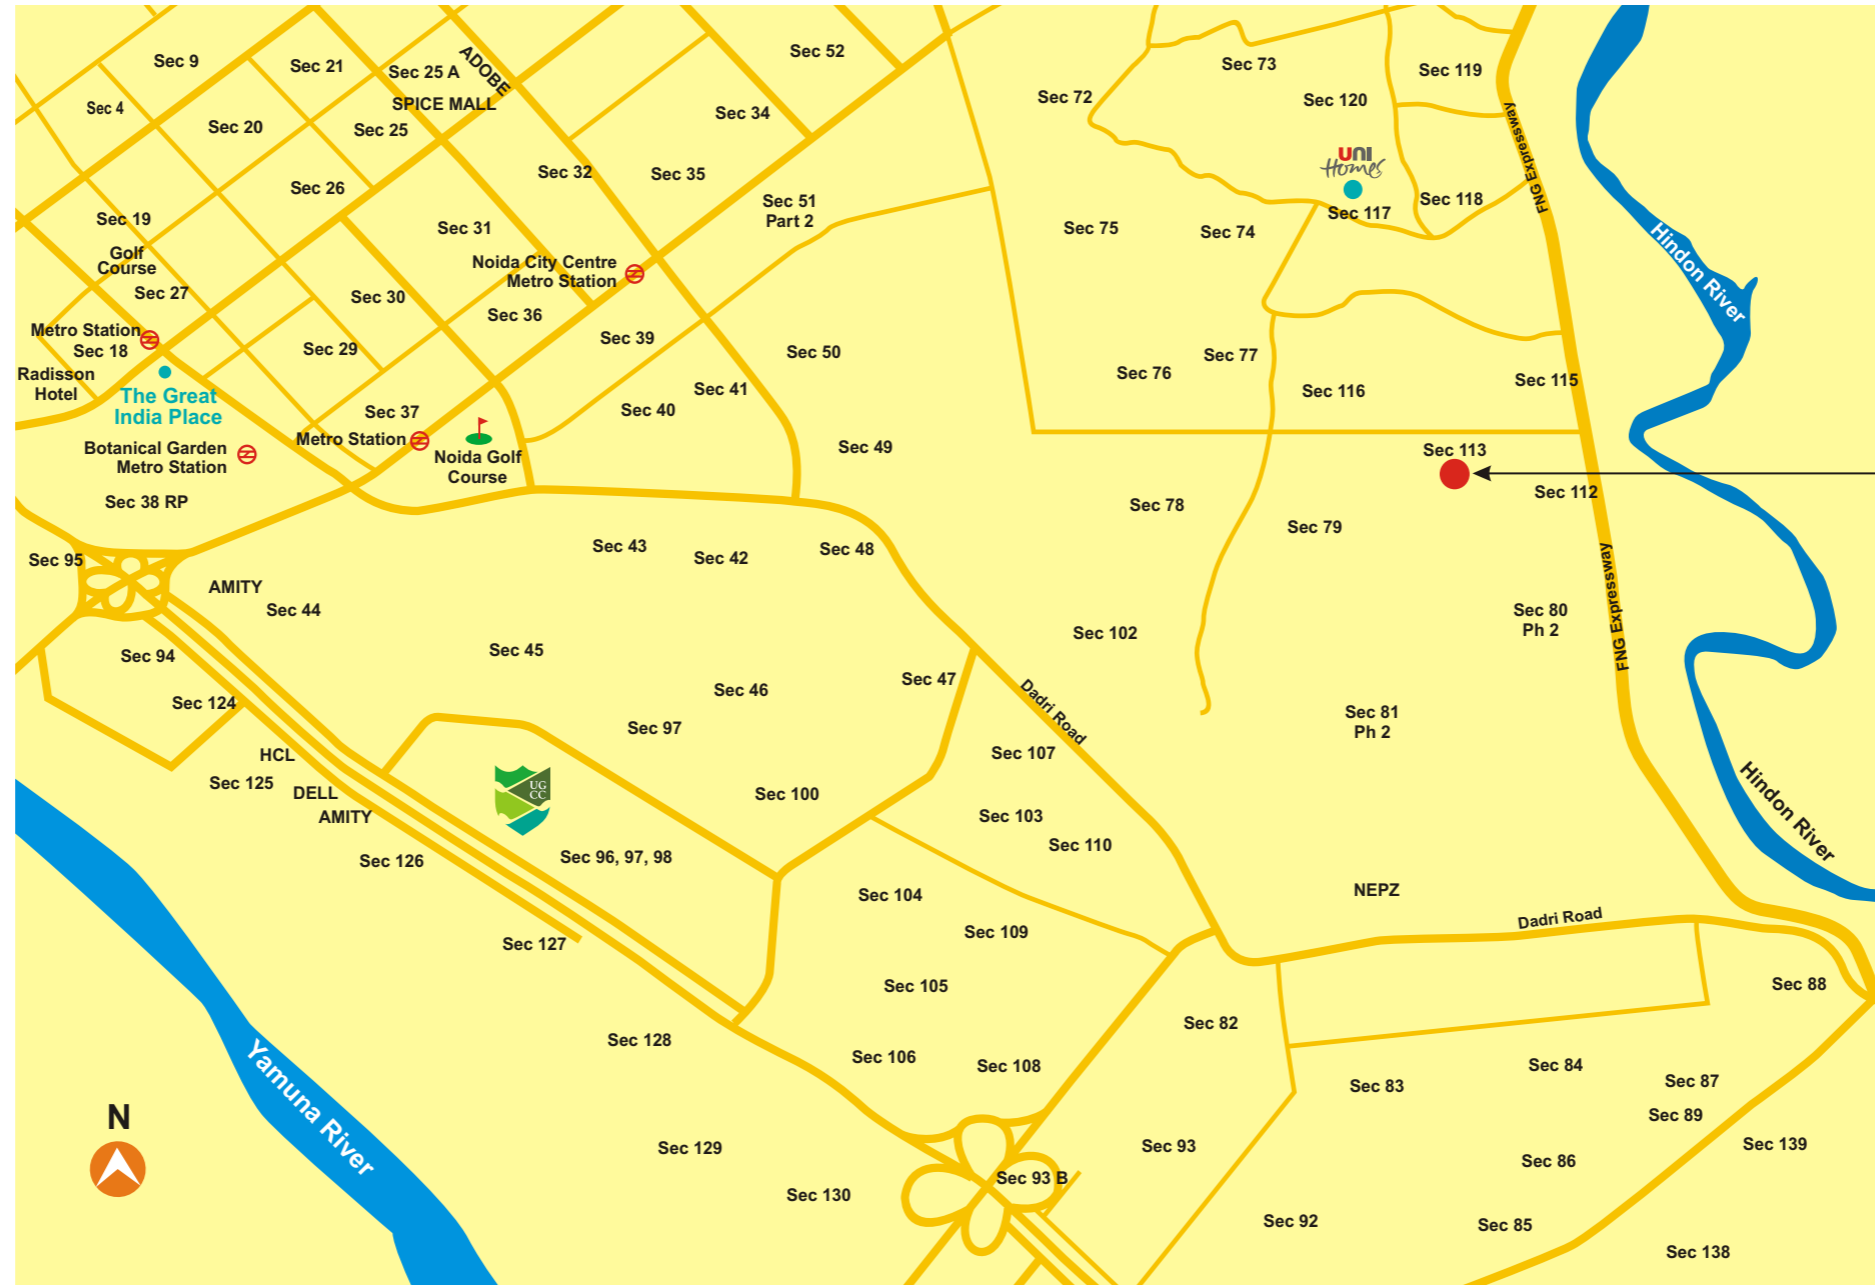 Sec 9
Sec 21
Sec 25 A
ADOBE
Sec 52
Sec 73
Sec 119
Sec 4
SPICE MALL
Sec 72
Sec 120
Sec 20
Sec 25
Sec 34
FNG Expressway
Sec 32
Sec 35
UNI
Homes
Sec 26
Sec 51
Part 2
Sec 118
Sec 117
Sec 19
Sec 31
Sec 75
Sec 74
Golf
Course
Noida City Centre
Metro Station
Hindon River
Sec 27
Sec 30
Sec 36
Metro Station
Sec 18
Sec 29
Sec 39
Sec 50
Sec 77
Radisson
Hotel
The Great
India Place
Sec 41
Sec 76
Sec 116
Sec 115
Sec 37
Sec 40
Metro Station
Botanical Garden
Metro Station
Noida Golf
Course
Sec 49
Sec 113
Sec 38 RP
Sec 78
Sec 112
Sec 79
Sec 95
Sec 43
Sec 42
Sec 48
AMITY
Sec 44
FNG Expressway
Sec 80
Ph 2
Sec 102
Sec 94
Sec 45
Sec 46
Sec 47
Sec 124
Dadri Road
Sec 97
Sec 81
Ph 2
HCL
Sec 107
Sec 125
DELL
UG
CC
Sec 100
AMITY
Sec 103
Hindon River
Sec 126
Sec 96, 97, 98
Sec 110
Sec 104
NEPZ
Sec 127
Sec 109
Dadri Road
Sec 105
Sec 88
Sec 128
Sec 82
Sec 106
Sec 108
Sec 84
Sec 83
Sec 87
Yamuna River
N
Sec 89
Sec 129
Sec 93
Sec 139
Sec 93 B
Sec 86
Sec 130
Sec 92
Sec 85
Sec 138